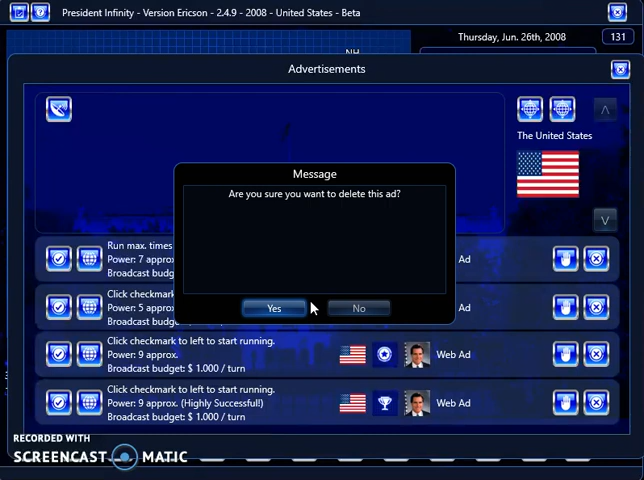 President Infinity - Version Ericson - 2.4.9 - 2008 - United States - Beta
Thursday, Jun. 26th, 2008
131
NH
Advertisements
The United States
Message
Are you sure you want to delete this ad?
Yes
No
Run max. times
Power: 7 approx
Broadcast budg
Ad
Click checkmark
Power: 5 approx
Broadcast budg
Ad
Click checkmark to left to start running.
Power: 9 approx.
Broadcast budget: $ 1.000 / turn
Web Ad
Click checkmark to left to start running.
Power: 9 approx. (Highly Successful!)
Broadcast budget: $ 1.000 / turn
Web Ad
RECORDED WITH
SCREENCAST MATIC